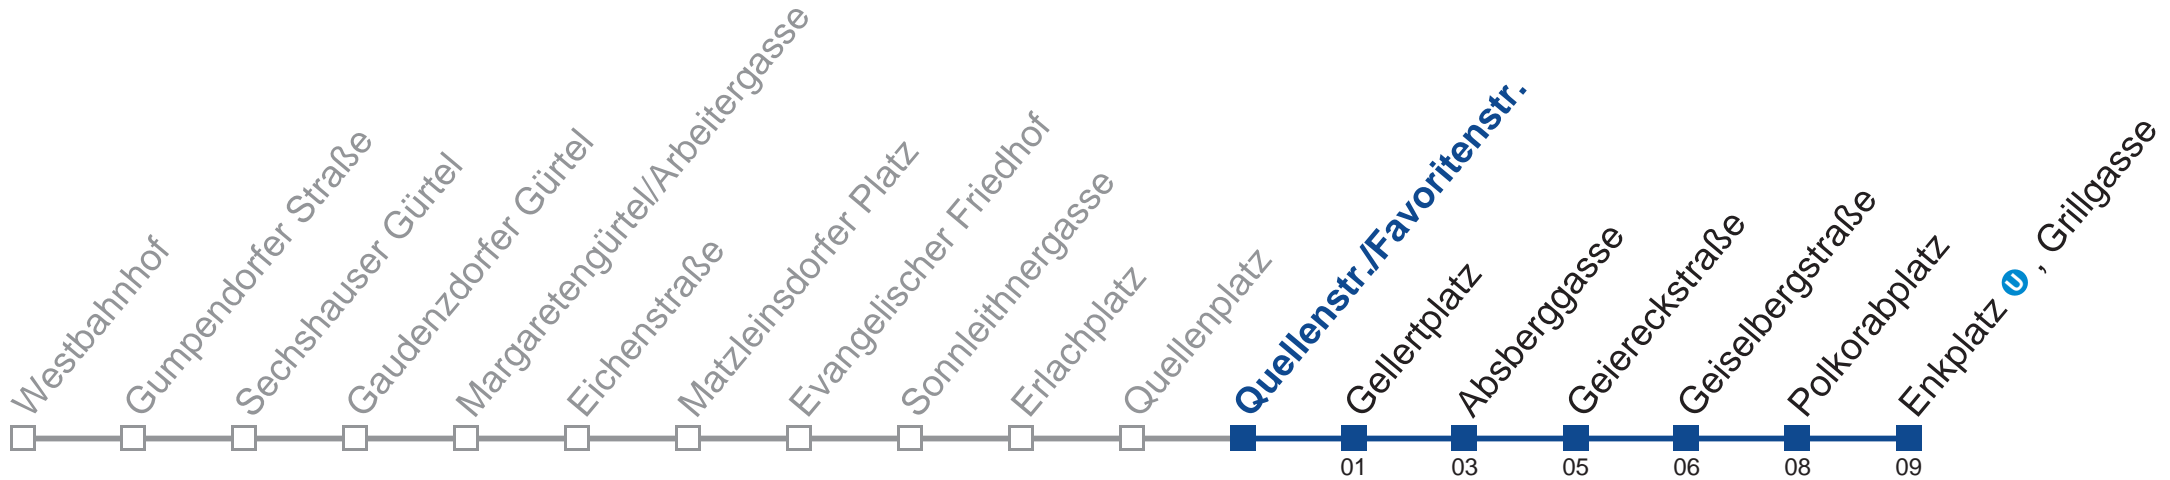 Westbahnhof
Gumpendorfer Straße
Sechshauser Gürtel
Gaudenzdorfer Gürtel
Margaretengürtel/Arbeitergasse
Eichenstraße
Matzleinsdorfer Platz
Evangelischer Friedhof
Sonnleithnergasse
Erlachplatz
Quellenplatz
Quellenstr./Favoritenstr.
Gellertplatz
Absberggasse
Geiereckstraße
Geiselbergstraße
Polkorabplatz
Enkplatz U , Grillgasse
01 03 05 06 08 09